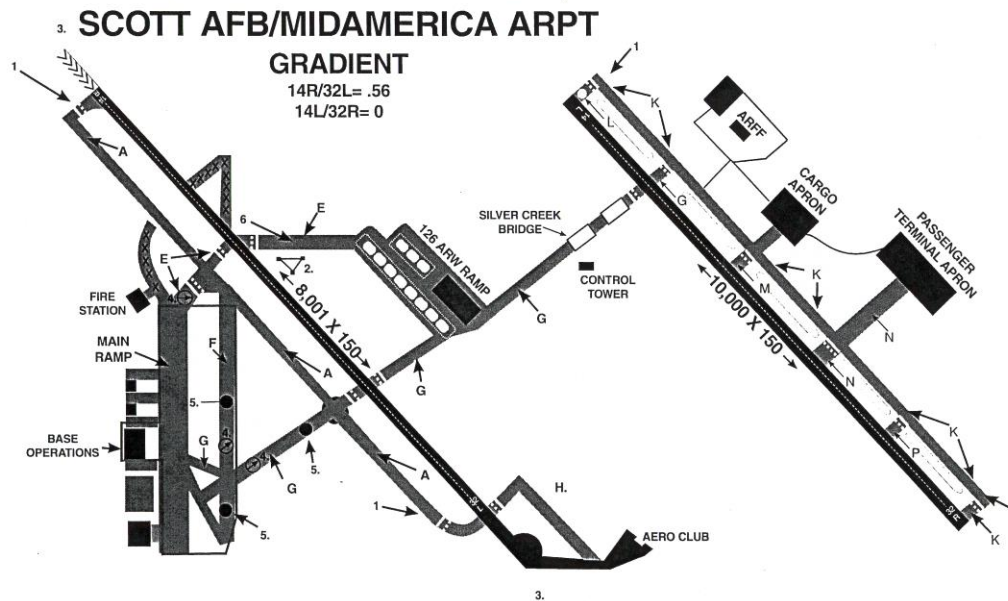 3. SCOTT AFB/MIDAMERICA ARPT
GRADIENT
14R/32L= .56
14L/32R= 0
1
1
K
L
ARFF
A
CARGO
APRON
G
6
E
SILVER CREEK
BRIDGE
126 ARW RAMP
PASSENGER
TERMINAL APRON
2.
E
K
CONTROL
TOWER
M
4.
8,001 X 150
10,000 X 150
K
FIRE
STATION
G
N
MAIN
RAMP
F
A
G
N
5.
BASE
OPERATIONS
4.
K
G
4.
5.
G
A
P
H.
1
5.
K
AERO CLUB
3.